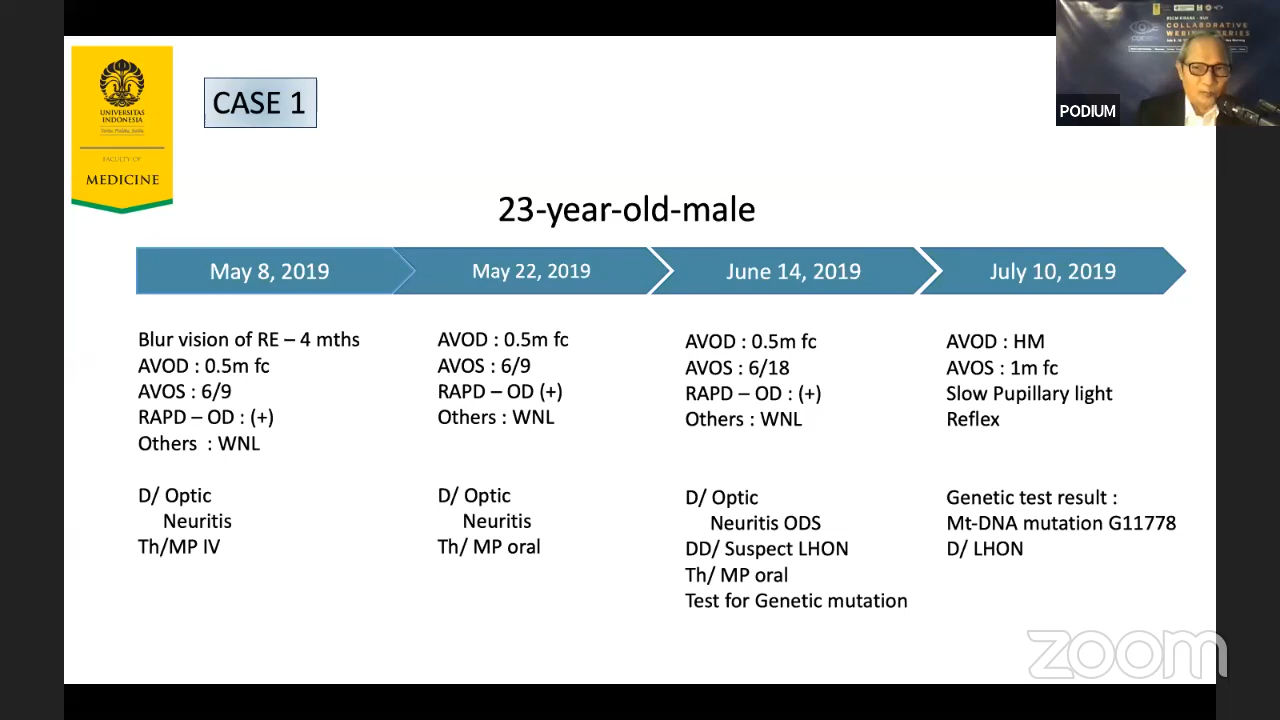 UNIVERSITAS
INDONESIA
FACULTY OF
MEDICINE
CASE 1
COLLABORATIVE
PODIUM
23-year-old-male
May 8, 2019
May 22, 2019
June 14, 2019
July 10, 2019
Blur vision of RE – 4 mths
AVOD : 0.5m fc
AVOS : 6/9
RAPD – OD : (+)
Others : WNL
D/ Optic
Neuritis
Th/MP IV
AVOD : 0.5m fc
AVOS : 6/9
RAPD – OD (+)
Others : WNL
D/ Optic
Neuritis
Th/ MP oral
AVOD : 0.5m fc
AVOS : 6/18
RAPD – OD : (+)
Others : WNL
D/ Optic
Neuritis ODS
DD/ Suspect LHON
Th/ MP oral
Test for Genetic mutation
AVOD : HM
AVOS : 1m fc
Slow Pupillary light
Reflex
Genetic test result :
Mt-DNA mutation G11778
D/ LHON
zoom